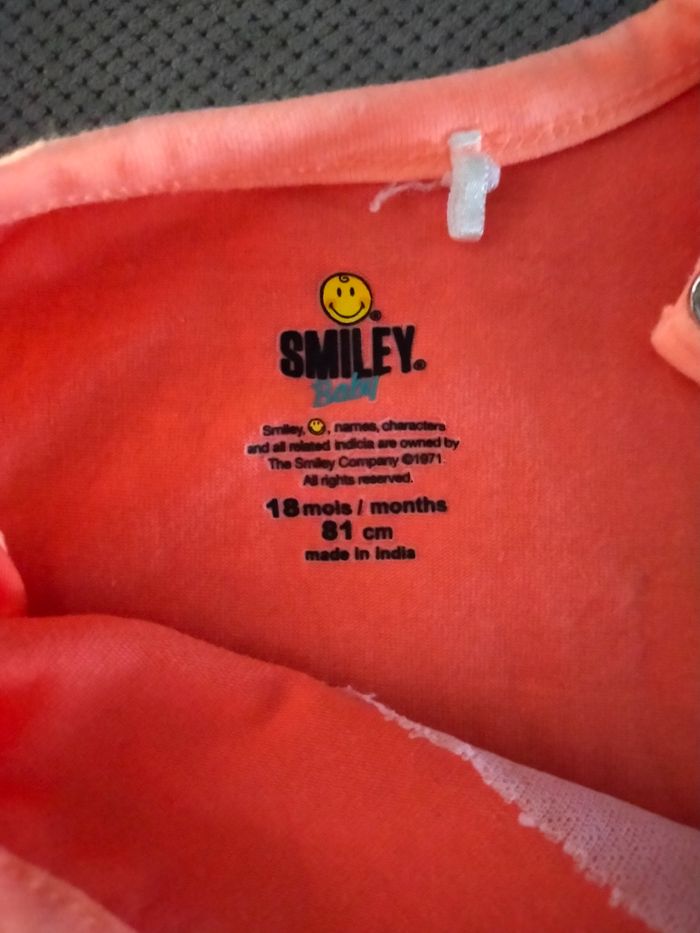 SMILEY®
Baby
Smiley, , names, characters
and all related indicia are owned by
The Smiley Company ©1971.
All rights reserved.
18 mois / months
81 cm
made in India